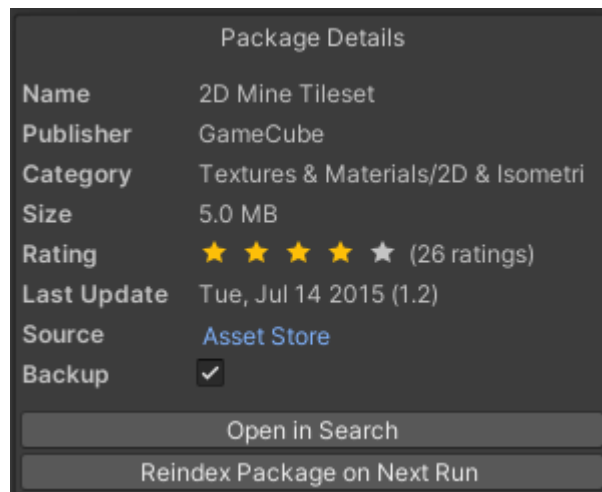 Package Details
Name 2D Mine Tileset
Publisher GameCube
Category Textures & Materials/2D & Isometri
Size 5.0 MB
Rating (26 ratings)
Last Update Tue, Jul 14 2015 (1.2)
Source Asset Store
Backup
Open in Search
Reindex Package on Next Run